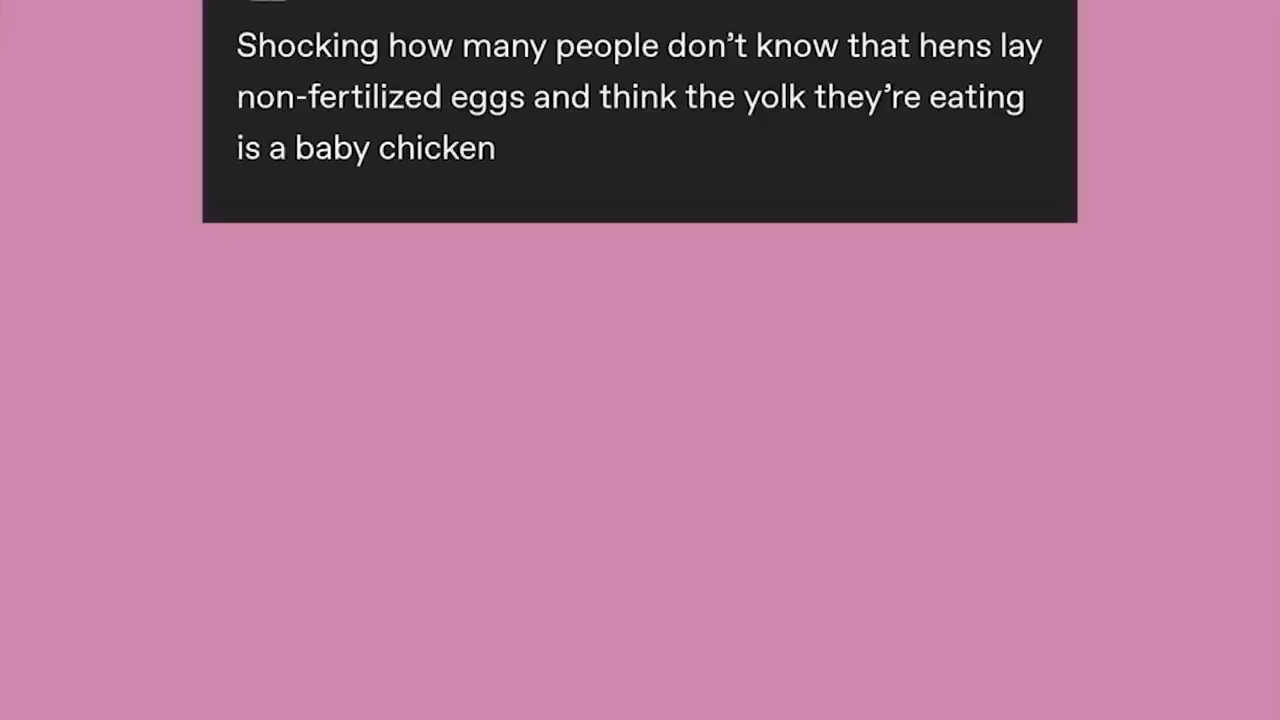 Shocking how many people don’t know that hens lay
non-fertilized eggs and think the yolk they’re eating
is a baby chicken